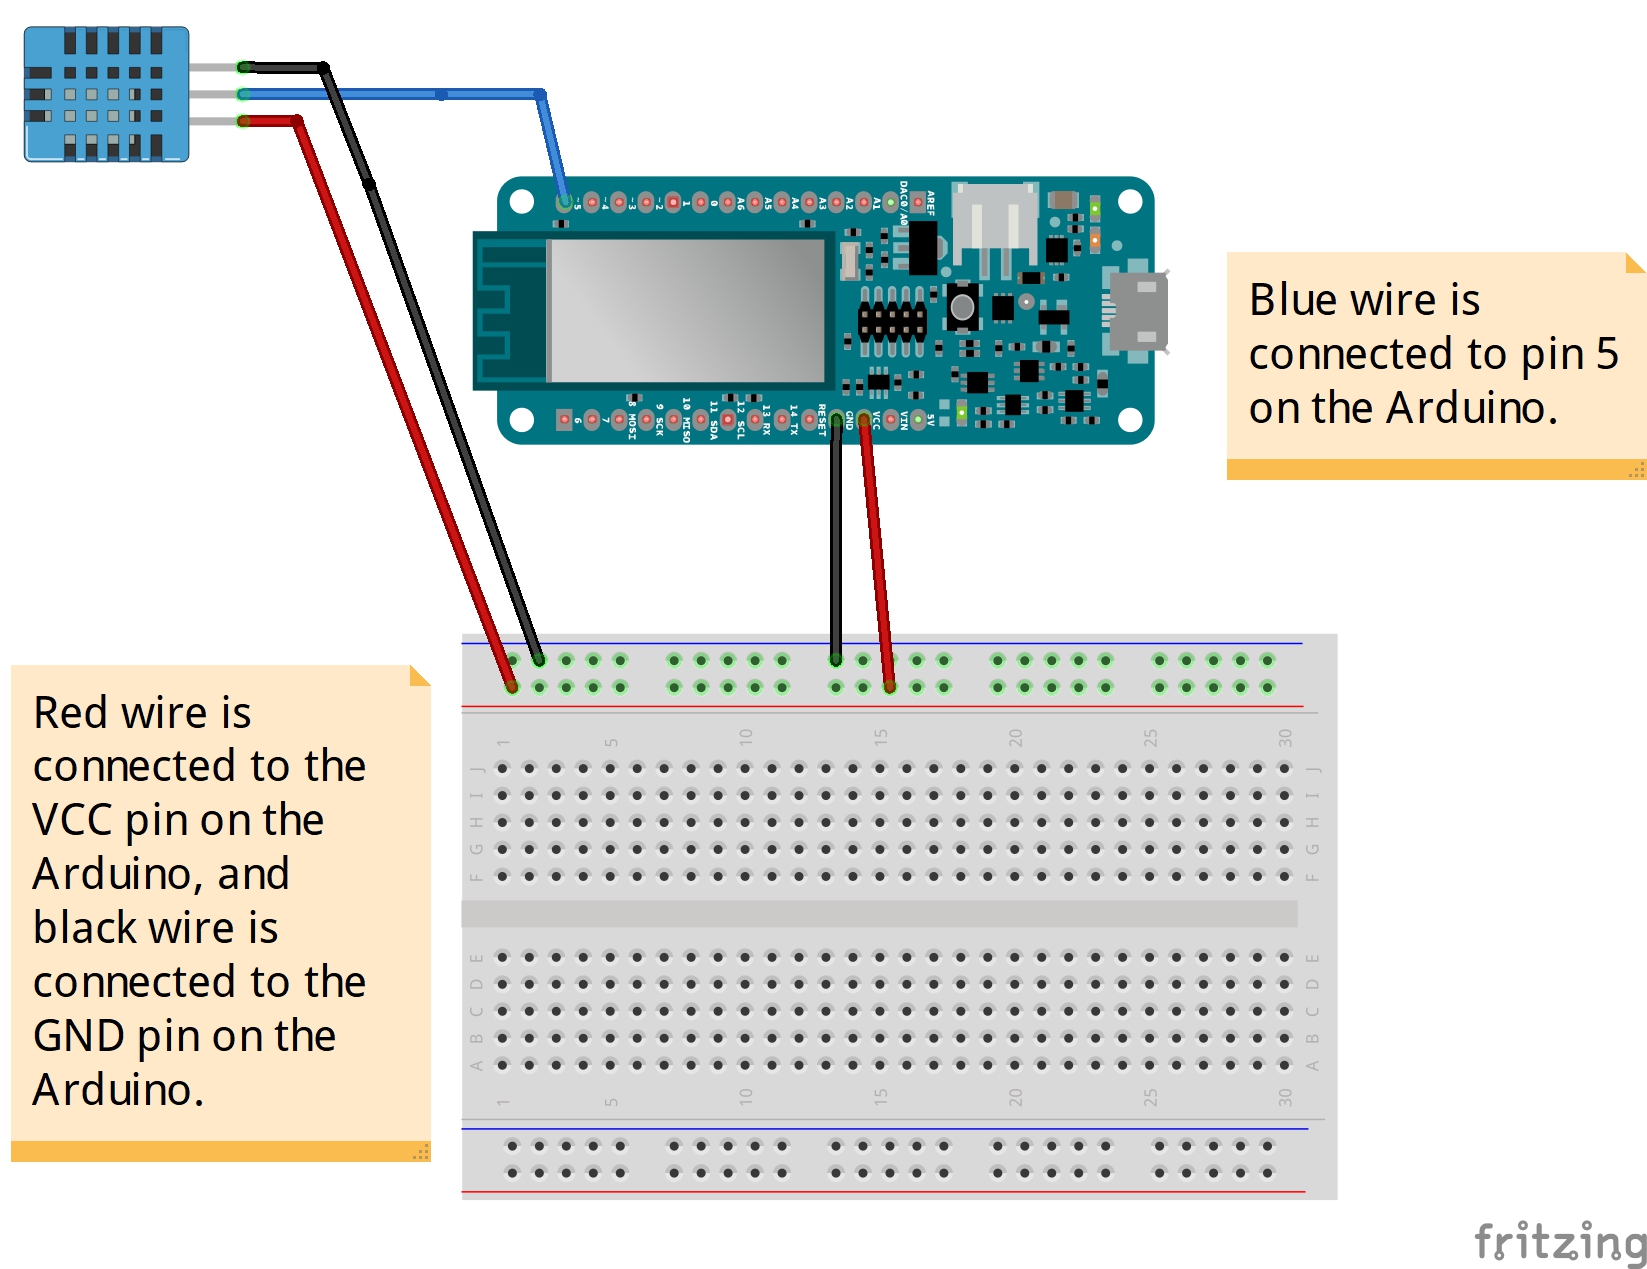 ~5 ~4 ~3 ~2 1 0 A6 A5 A4 A3 A2 A1 DAC0/A0 AREF
6 7 8 MOSI 9 SCK 10 MISO 11 SDA 12 SCL 13 RX 14 TX RESET GND VCC VIN 5V
Blue wire is
connected to pin 5
on the Arduino.
Red wire is
connected to the
VCC pin on the
Arduino, and
black wire is
connected to the
GND pin on the
Arduino.
1 5 10 15 20 25 30
J J
I I
H H
G G
F F
E E
D D
C C
B B
A A
1 5 10 15 20 25 30
fritzing